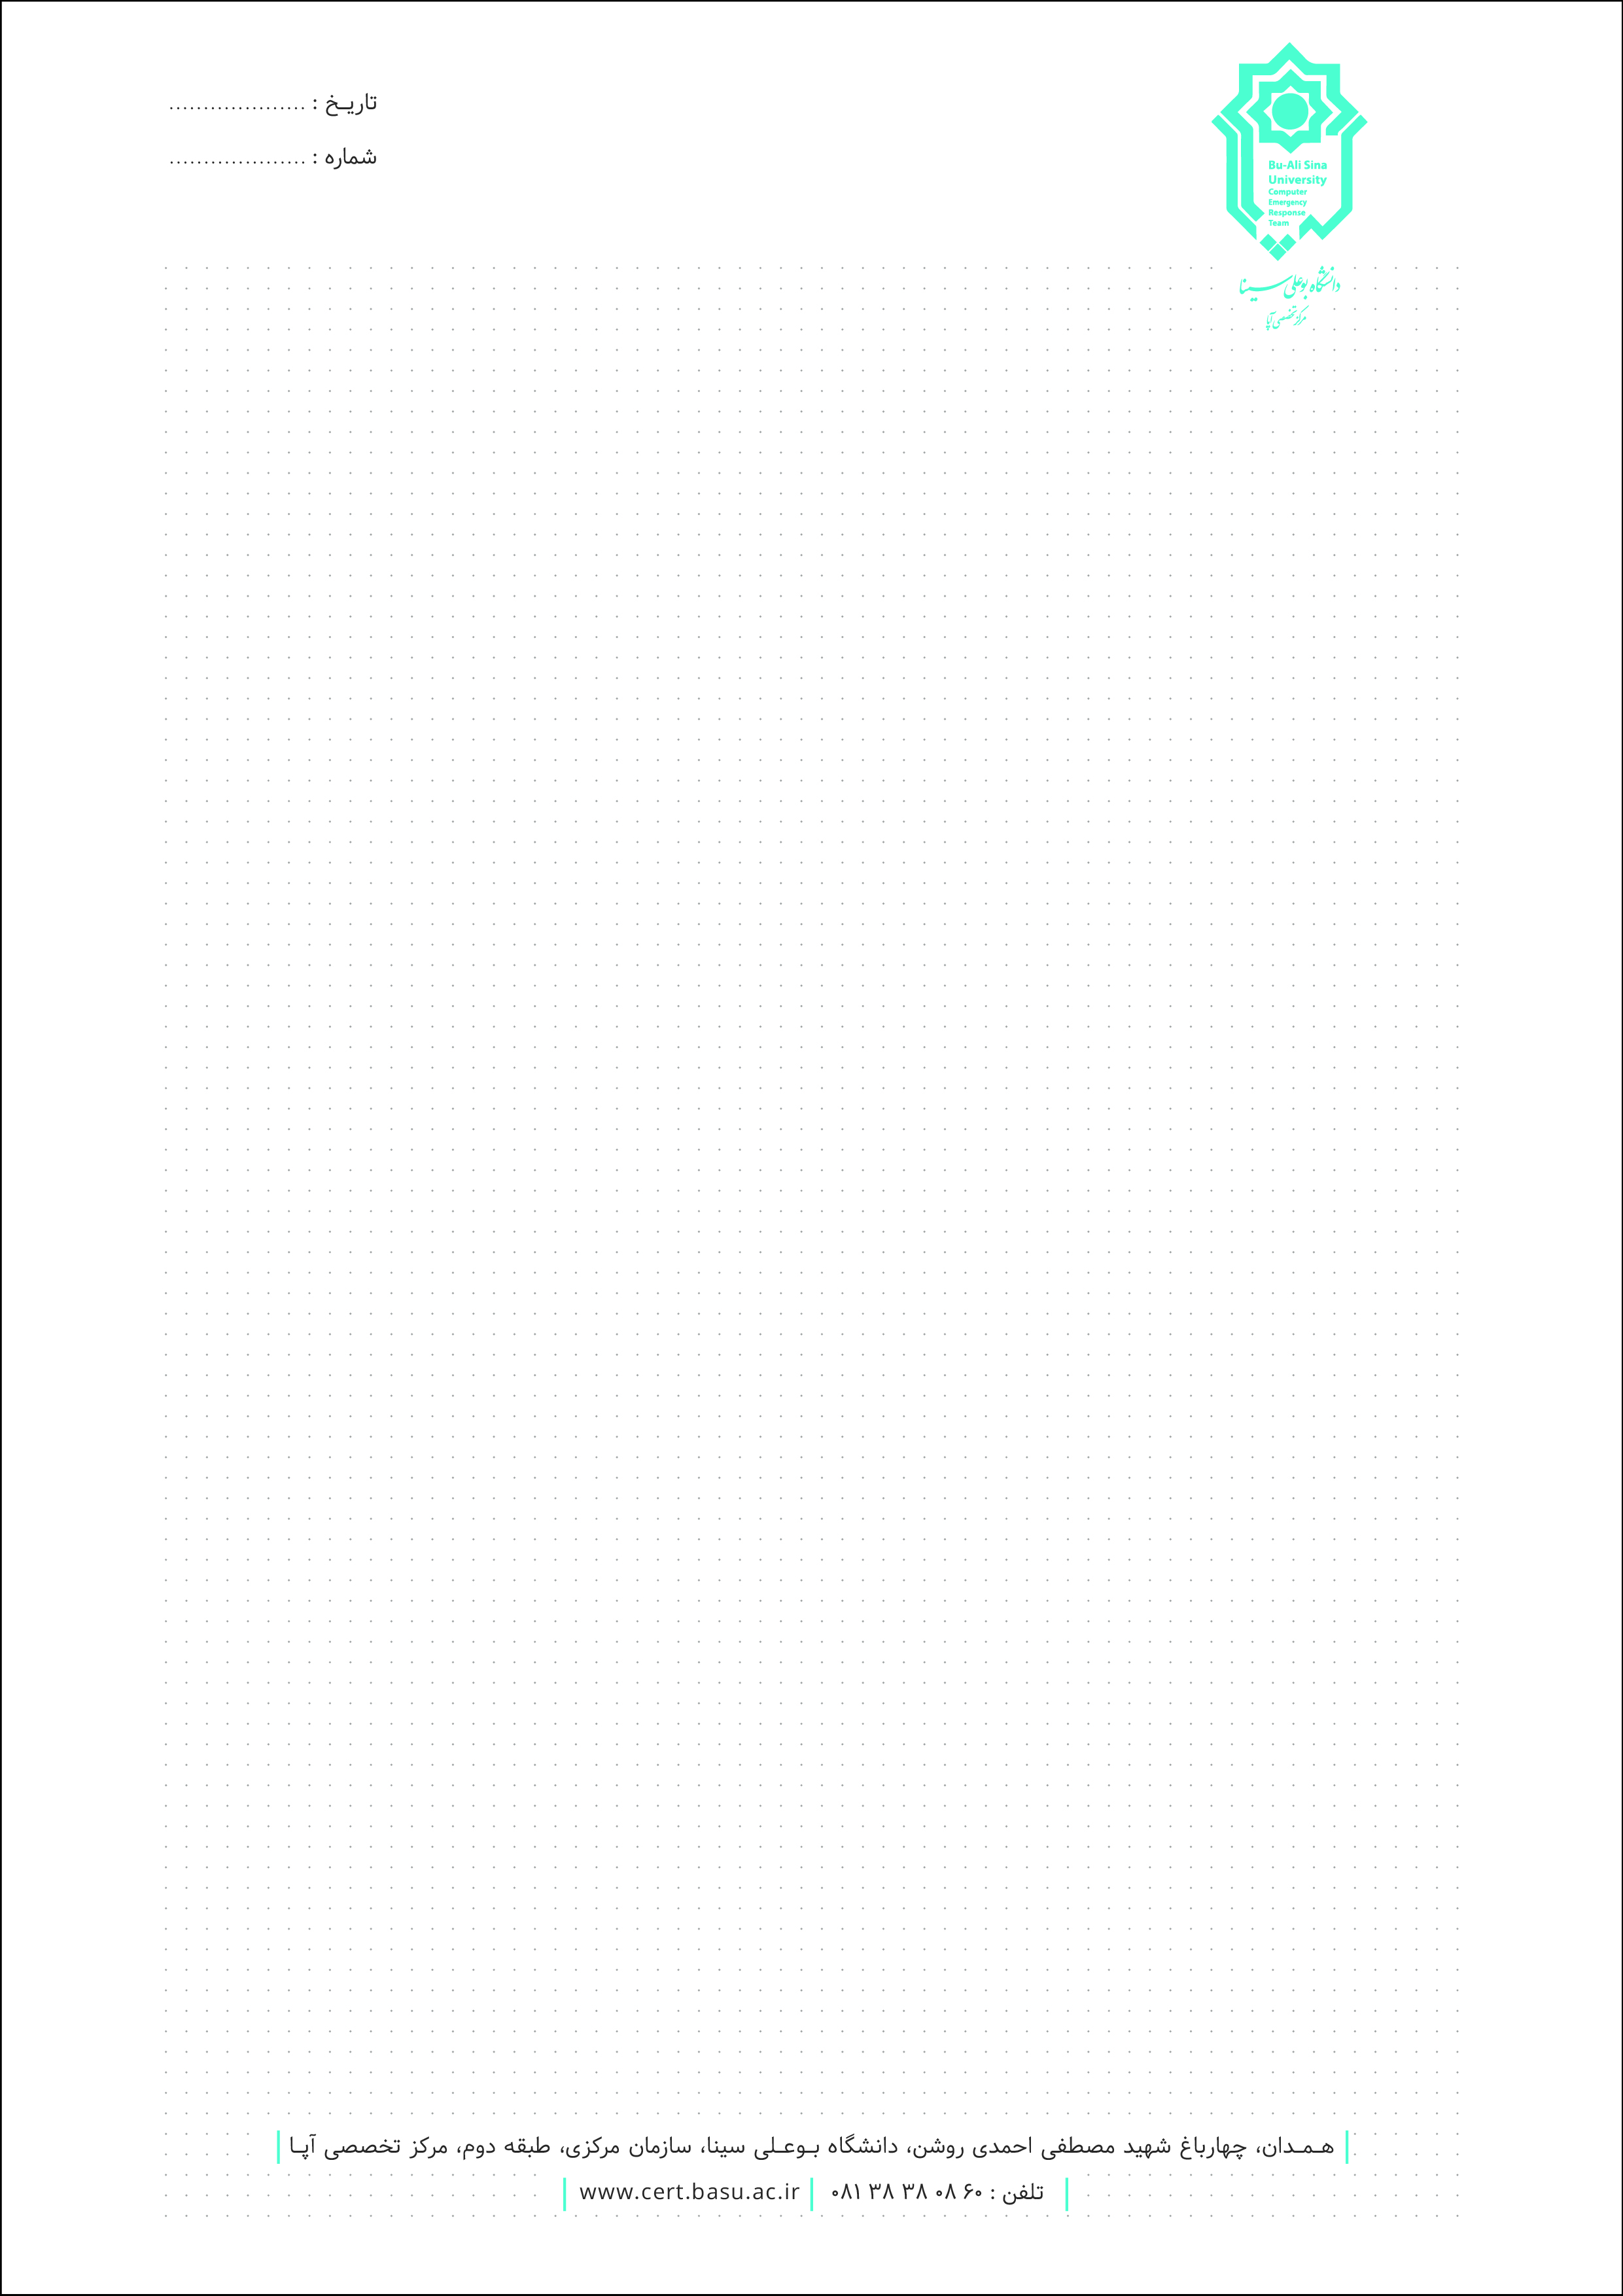 تاریـخ : ....................
شماره : ....................
Bu-Ali Sina
University
Computer
Emergency
Response
Team
دانشگاه بوعلی سینا
مرکز تخصصی آپا
هـمـدان، چهارباغ شهید مصطفی احمدی روشن، دانشگاه بـوعـلی سینا، سازمان مرکزی، طبقه دوم، مرکز تخصصی آپـا
تلفن : ۶۰ ۰۸ ۳۸ ۳۸ ۰۸۱ | www.cert.basu.ac.ir